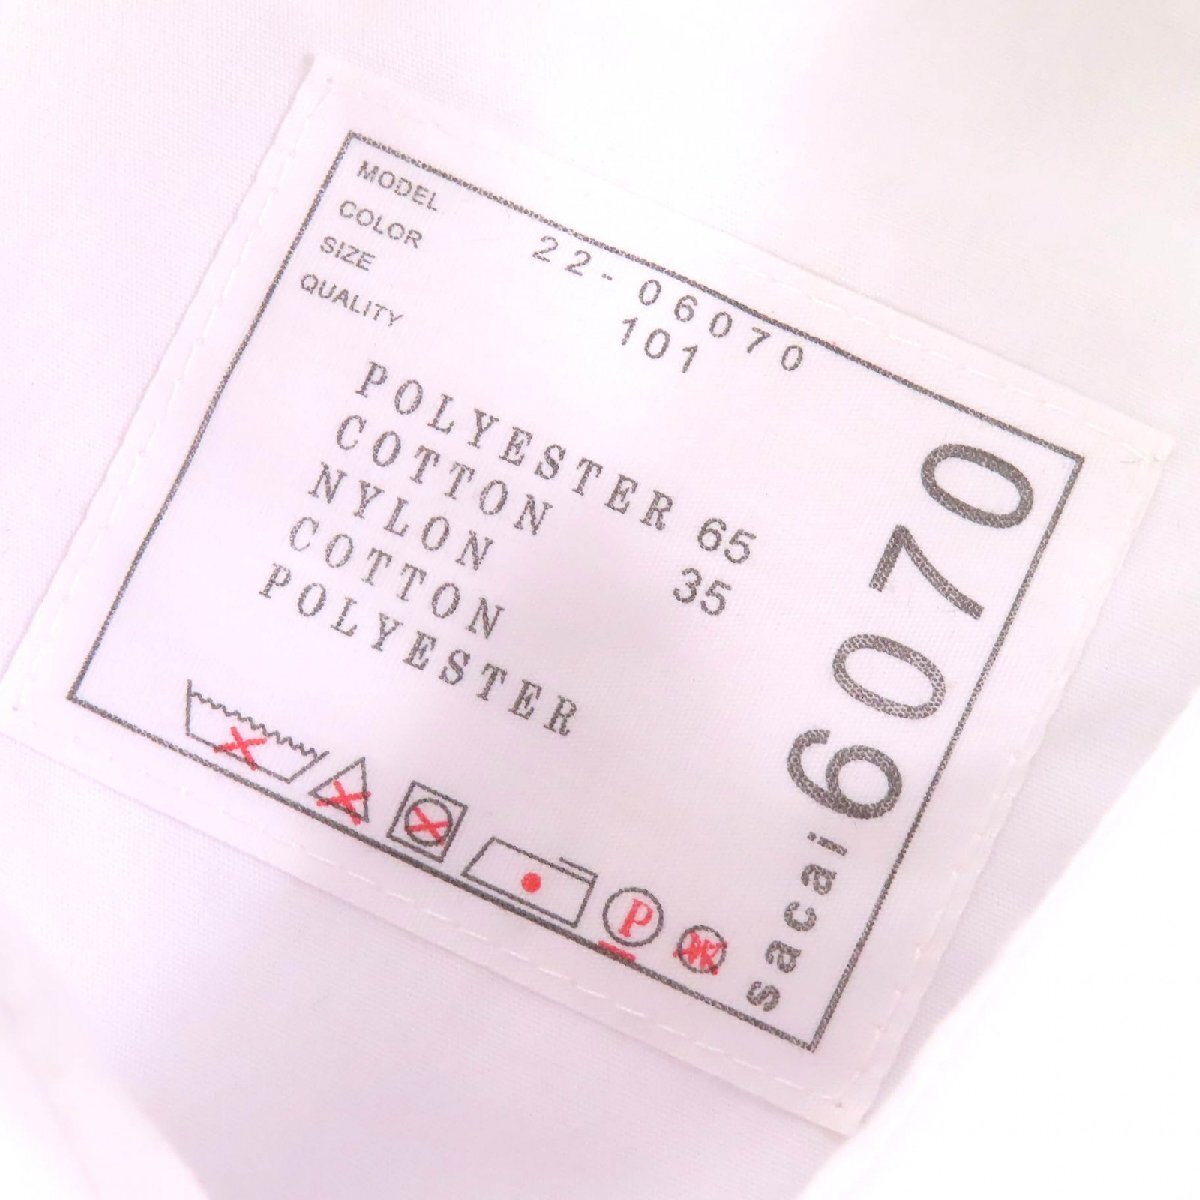 MODEL 22-06070
COLOR 101
SIZE
QUALITY
POLYESTER 65
COTTON 35
NYLON
COTTON
POLYESTER
P
sacai 6070